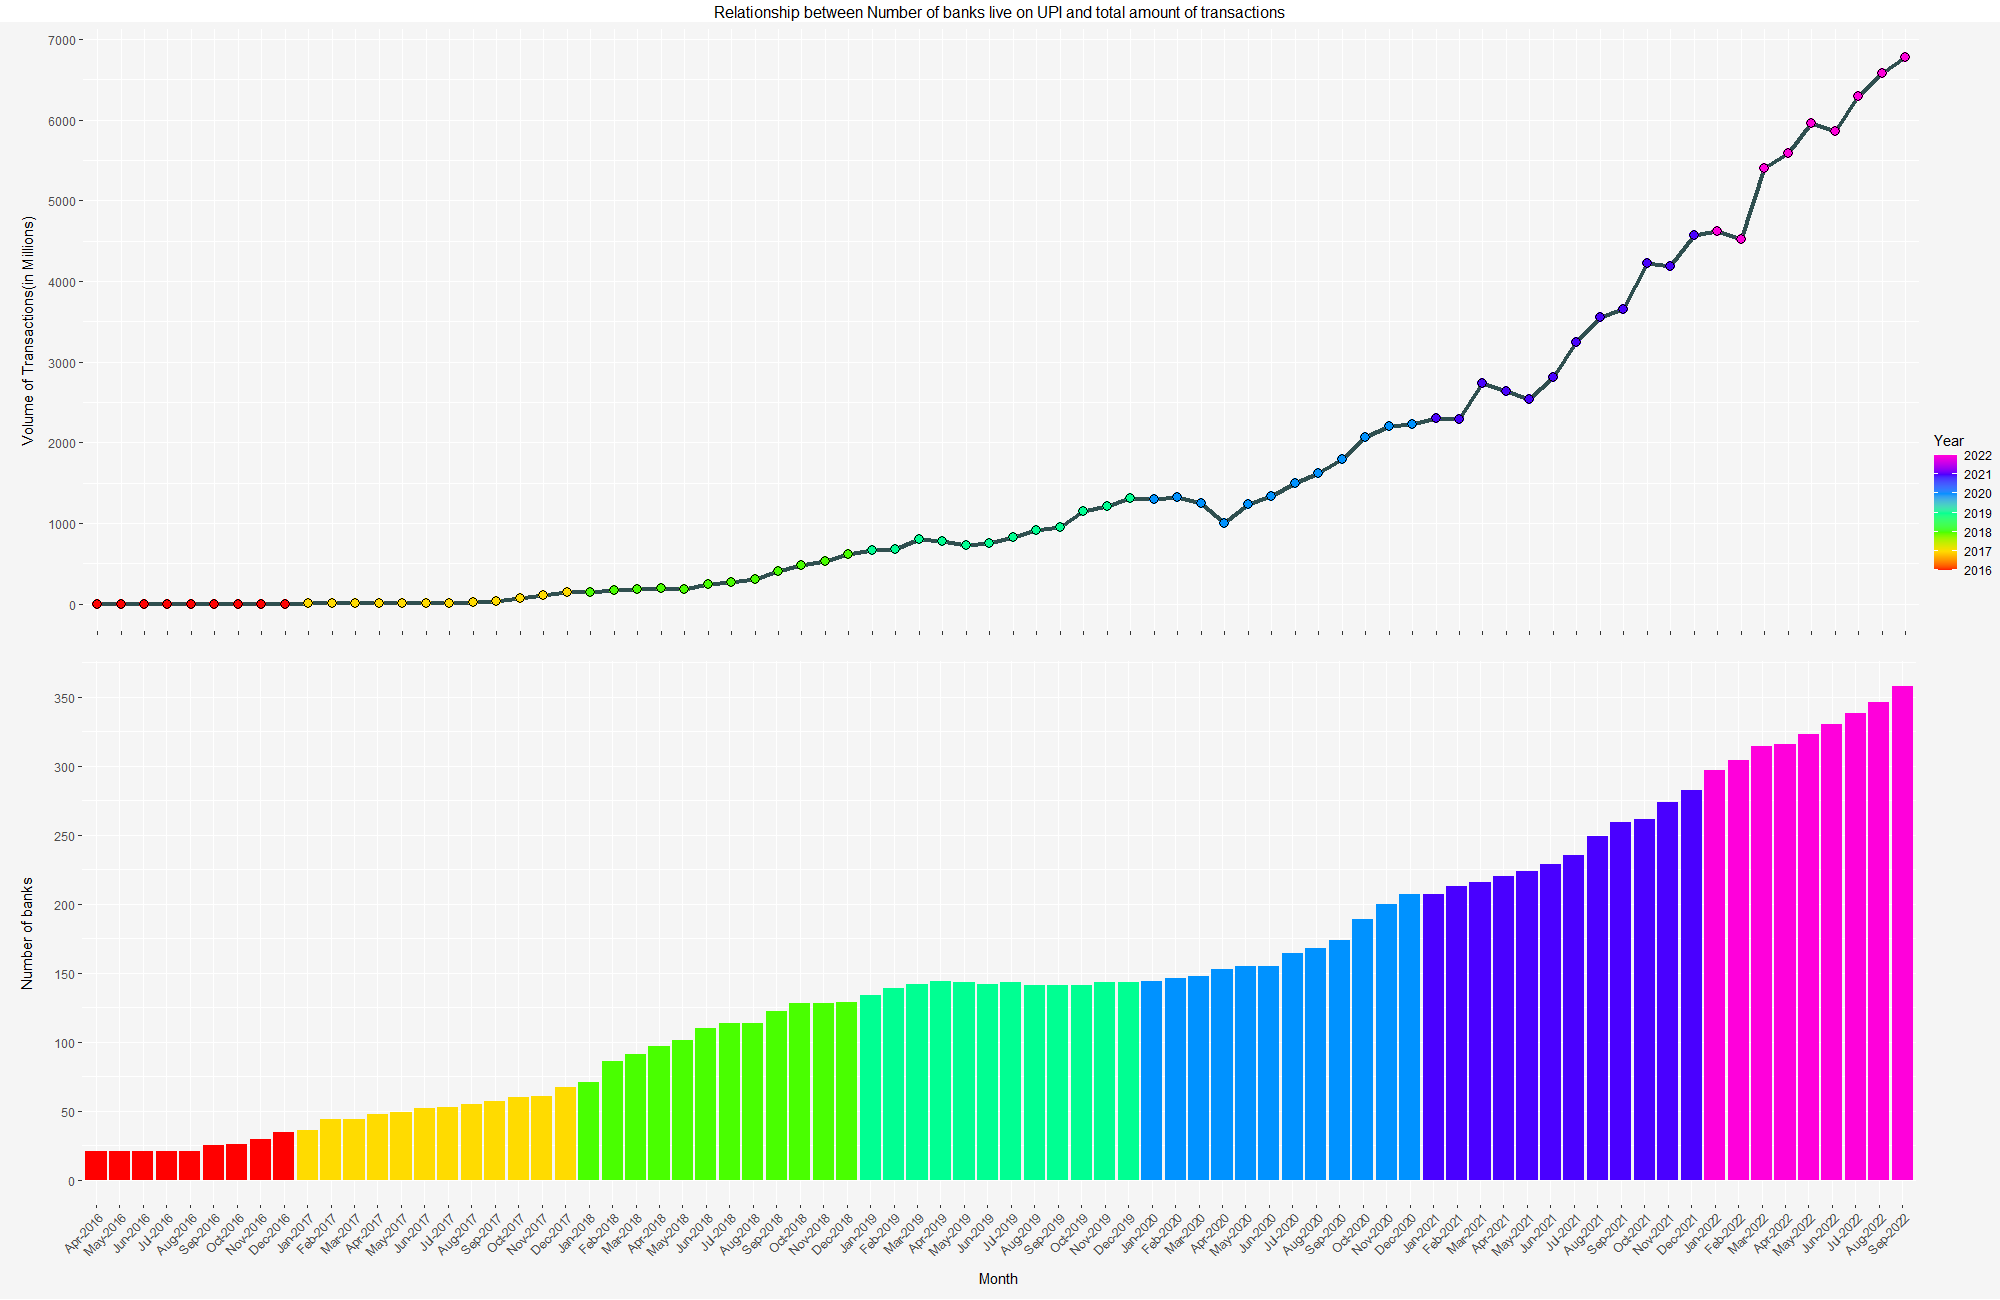 Relationship between Number of banks live on UPI and total amount of transactions
7000
6000
5000
4000
3000
2000
1000
0
Volume of Transactions(in Millions)
Year
2022
2021
2020
2019
2018
2017
2016
350
300
250
200
150
100
50
0
Number of banks
Apr-2016
May-2016
Jun-2016
Jul-2016
Aug-2016
Sep-2016
Oct-2016
Nov-2016
Dec-2016
Jan-2017
Feb-2017
Mar-2017
Apr-2017
May-2017
Jun-2017
Jul-2017
Aug-2017
Sep-2017
Oct-2017
Nov-2017
Dec-2017
Jan-2018
Feb-2018
Mar-2018
Apr-2018
May-2018
Jun-2018
Jul-2018
Aug-2018
Sep-2018
Oct-2018
Nov-2018
Dec-2018
Jan-2019
Feb-2019
Mar-2019
Apr-2019
May-2019
Jun-2019
Jul-2019
Aug-2019
Sep-2019
Oct-2019
Nov-2019
Dec-2019
Jan-2020
Feb-2020
Mar-2020
Apr-2020
May-2020
Jun-2020
Jul-2020
Aug-2020
Sep-2020
Oct-2020
Nov-2020
Dec-2020
Jan-2021
Feb-2021
Mar-2021
Apr-2021
May-2021
Jun-2021
Jul-2021
Aug-2021
Sep-2021
Oct-2021
Nov-2021
Dec-2021
Jan-2022
Feb-2022
Mar-2022
Apr-2022
May-2022
Jun-2022
Jul-2022
Aug-2022
Sep-2022
Month